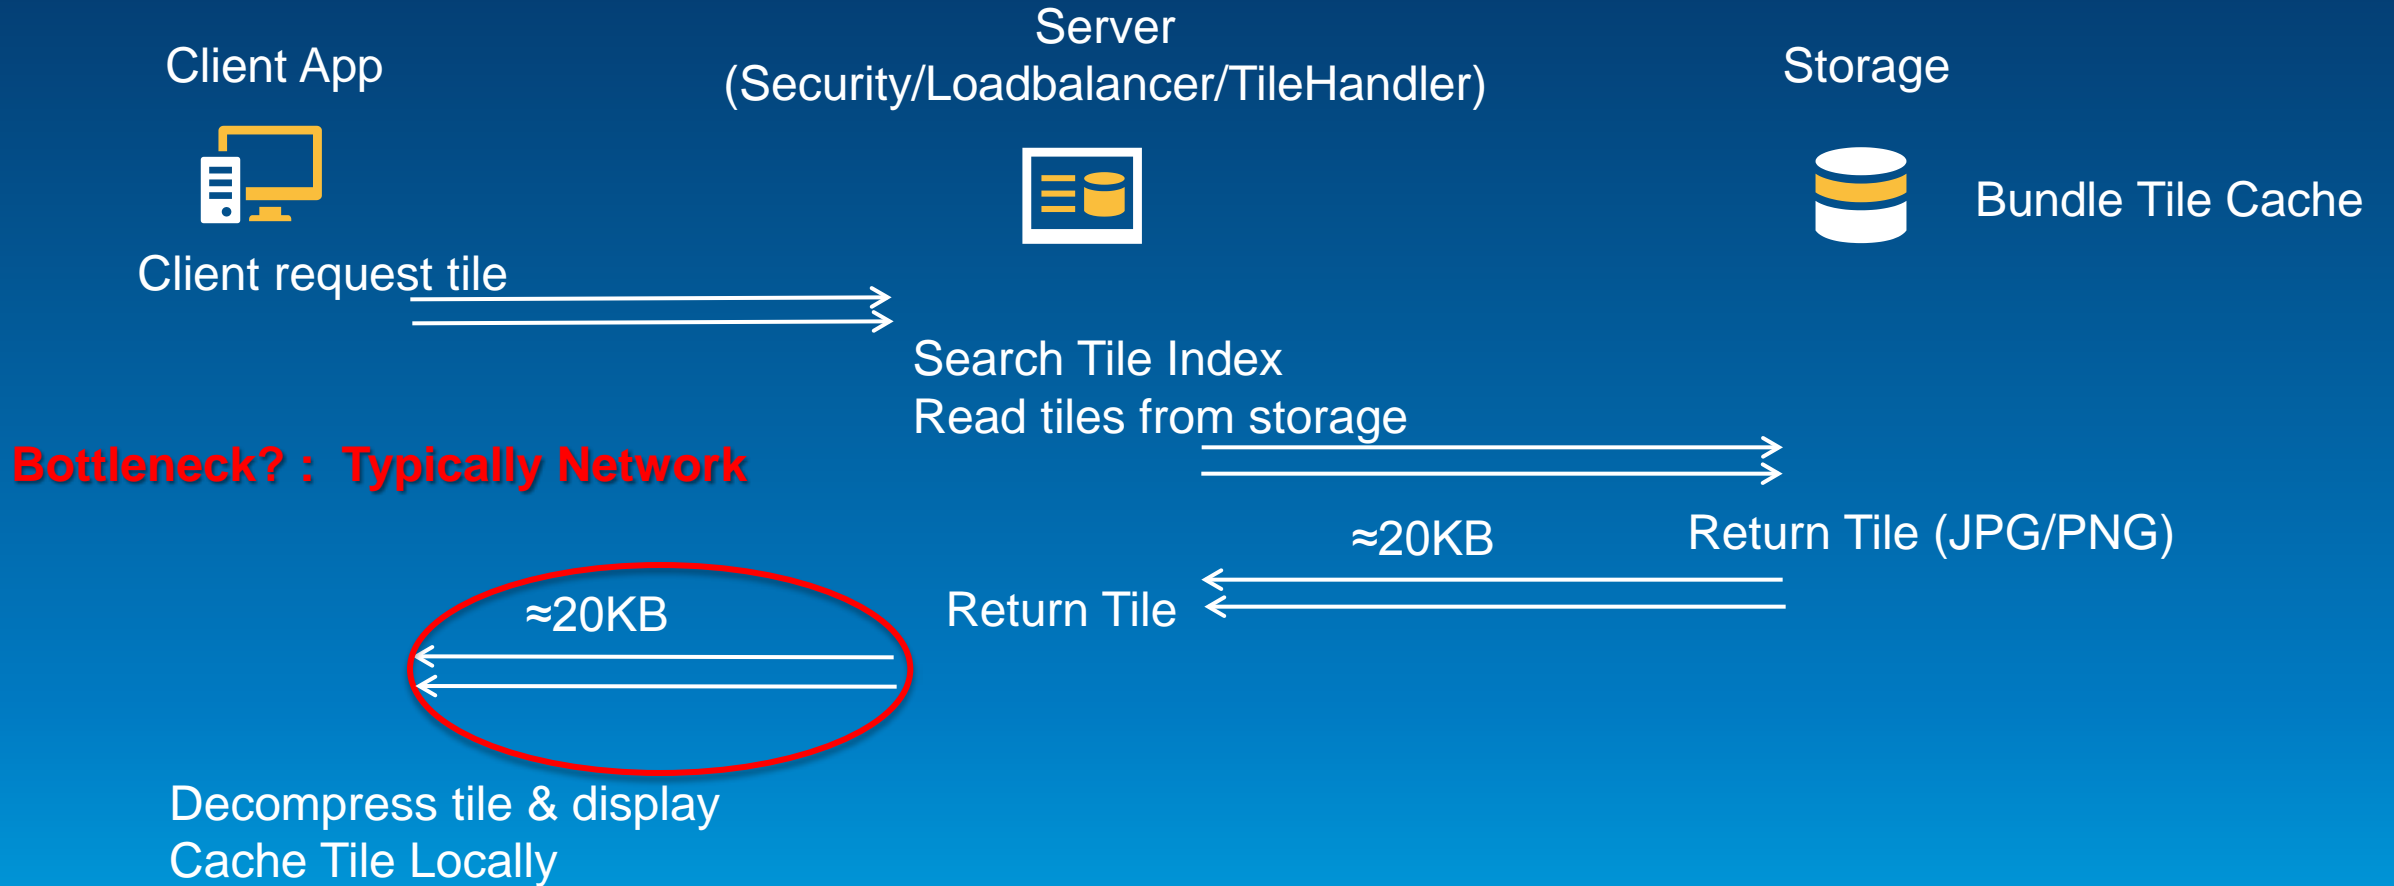 Client App
Server
(Security/Loadbalancer/TileHandler)
Storage
Bundle Tile Cache
Client request tile
Search Tile Index
Read tiles from storage
Bottleneck? :  Typically Network
≈20KB
Return Tile (JPG/PNG)
≈20KB
Return Tile
Decompress tile & display
Cache Tile Locally